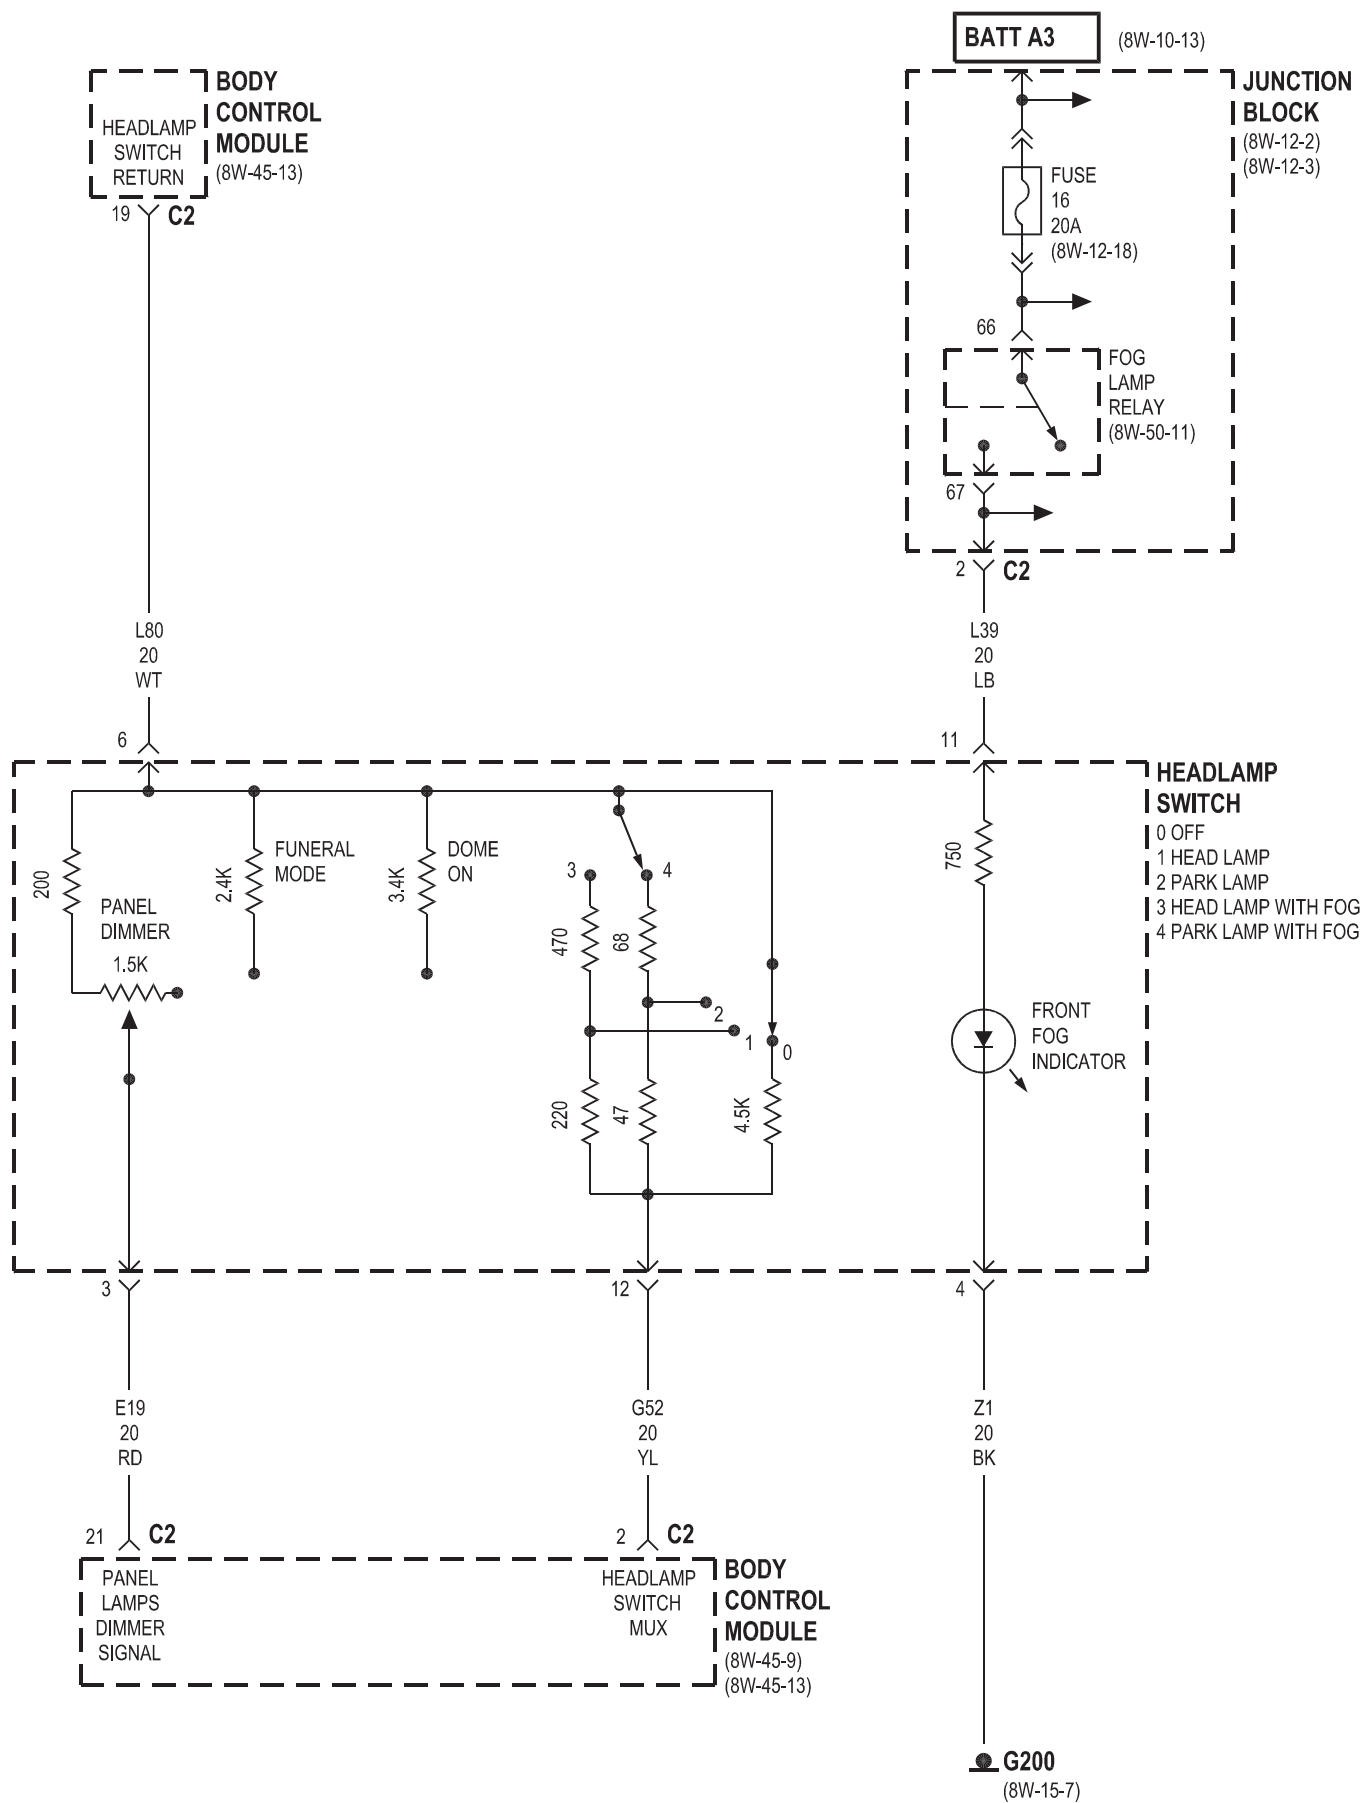 BATT A3
(8W-10-13)
BODY
CONTROL
MODULE
(8W-45-13)
HEADLAMP
SWITCH
RETURN
19
C2
JUNCTION
BLOCK
(8W-12-2)
(8W-12-3)
FUSE
16
20A
(8W-12-18)
66
FOG
LAMP
RELAY
(8W-50-11)
67
2
C2
L80
20
WT
L39
20
LB
6
11
HEADLAMP
SWITCH
0 OFF
1 HEAD LAMP
2 PARK LAMP
3 HEAD LAMP WITH FOG
4 PARK LAMP WITH FOG
200
PANEL
DIMMER
1.5K
2.4K
FUNERAL
MODE
3.4K
DOME
ON
3
4
470
68
2
1
0
220
47
4.5K
750
FRONT
FOG
INDICATOR
3
12
4
E19
20
RD
G52
20
YL
Z1
20
BK
21
C2
2
C2
PANEL
LAMPS
DIMMER
SIGNAL
HEADLAMP
SWITCH
MUX
BODY
CONTROL
MODULE
(8W-45-9)
(8W-45-13)
G200
(8W-15-7)